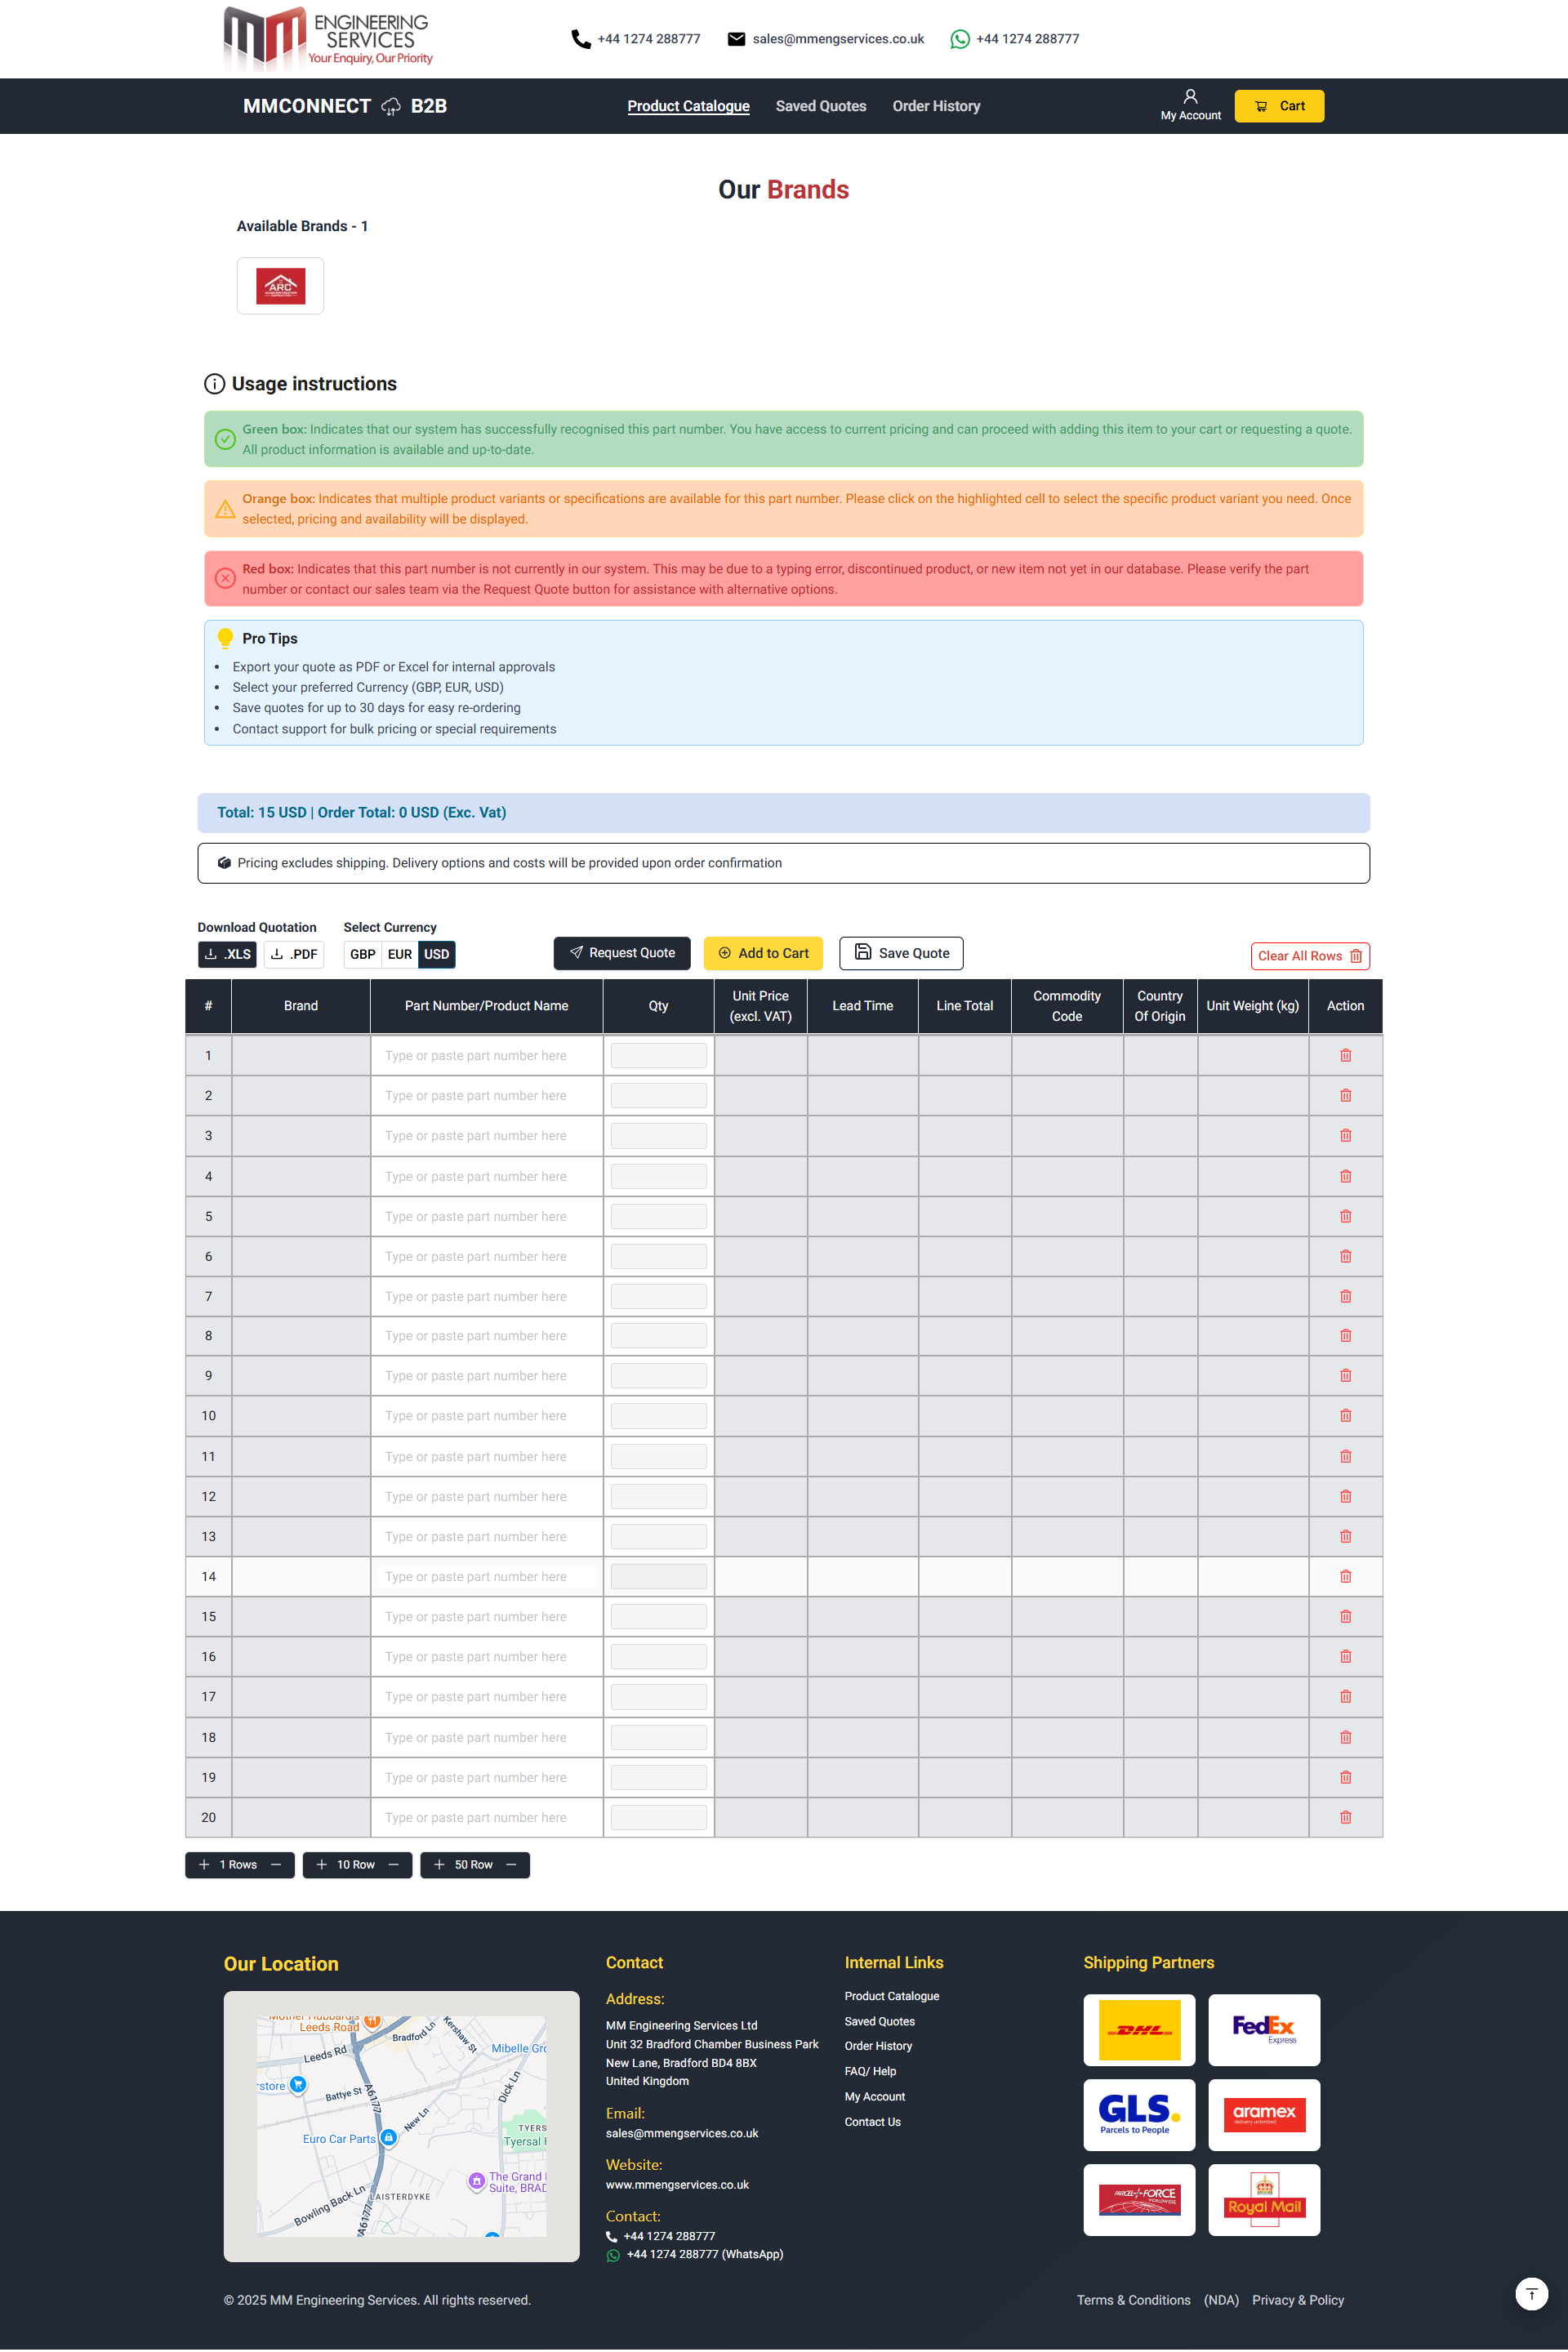 ENGINEERING
SERVICES
Your Enquiry, Our Priority
+44 1274 288777
sales@mmengservices.co.uk
+44 1274 288777
MMCONNECT B2B
Product Catalogue
Saved Quotes
Order History
My Account
Cart
Our Brands
Available Brands - 1
ARC
Usage instructions
Green box: Indicates that our system has successfully recognised this part number. You have access to current pricing and can proceed with adding this item to your cart or requesting a quote.
All product information is available and up-to-date.
Orange box: Indicates that multiple product variants or specifications are available for this part number. Please click on the highlighted cell to select the specific product variant you need. Once
selected, pricing and availability will be displayed.
Red box: Indicates that this part number is not currently in our system. This may be due to a typing error, discontinued product, or new item not yet in our database. Please verify the part
number or contact our sales team via the Request Quote button for assistance with alternative options.
Pro Tips
• Export your quote as PDF or Excel for internal approvals
• Select your preferred Currency (GBP, EUR, USD)
• Save quotes for up to 30 days for easy re-ordering
• Contact support for bulk pricing or special requirements
Total: 15 USD | Order Total: 0 USD (Exc. Vat)
Pricing excludes shipping. Delivery options and costs will be provided upon order confirmation
Download Quotation
Select Currency
.XLS
.PDF
GBP
EUR
USD
Request Quote
Add to Cart
Save Quote
Clear All Rows
# Brand Part Number/Product Name Qty Unit Price (excl. VAT) Lead Time Line Total Commodity Code Country Of Origin Unit Weight (kg) Action
1 Type or paste part number here
2 Type or paste part number here
3 Type or paste part number here
4 Type or paste part number here
5 Type or paste part number here
6 Type or paste part number here
7 Type or paste part number here
8 Type or paste part number here
9 Type or paste part number here
10 Type or paste part number here
11 Type or paste part number here
12 Type or paste part number here
13 Type or paste part number here
14 Type or paste part number here
15 Type or paste part number here
16 Type or paste part number here
17 Type or paste part number here
18 Type or paste part number here
19 Type or paste part number here
20 Type or paste part number here
+ 1 Rows −
+ 10 Row −
+ 50 Row −
Our Location
Mother Hubbard's
Leeds Road
Bradford Ln
Kershaw St
Leeds Rd
Mibelle Gro
rstore
Battye St
A6177
Dick Ln
New Ln
TYERS
Tyersal
Euro Car Parts
The Grand
Suite, BRAD
LAISTERDYKE
Bowling Back Ln
A6177
Contact
Address:
MM Engineering Services Ltd
Unit 32 Bradford Chamber Business Park
New Lane, Bradford BD4 8BX
United Kingdom
Email:
sales@mmengservices.co.uk
Website:
www.mmengservices.co.uk
Contact:
+44 1274 288777
+44 1274 288777 (WhatsApp)
Internal Links
Product Catalogue
Saved Quotes
Order History
FAQ/ Help
My Account
Contact Us
Shipping Partners
DHL
FedEx
Express
GLS.
Parcels to People
aramex
delivery unlimited
PARCELFORCE
WORLDWIDE
Royal Mail
© 2025 MM Engineering Services. All rights reserved.
Terms & Conditions
(NDA)
Privacy & Policy